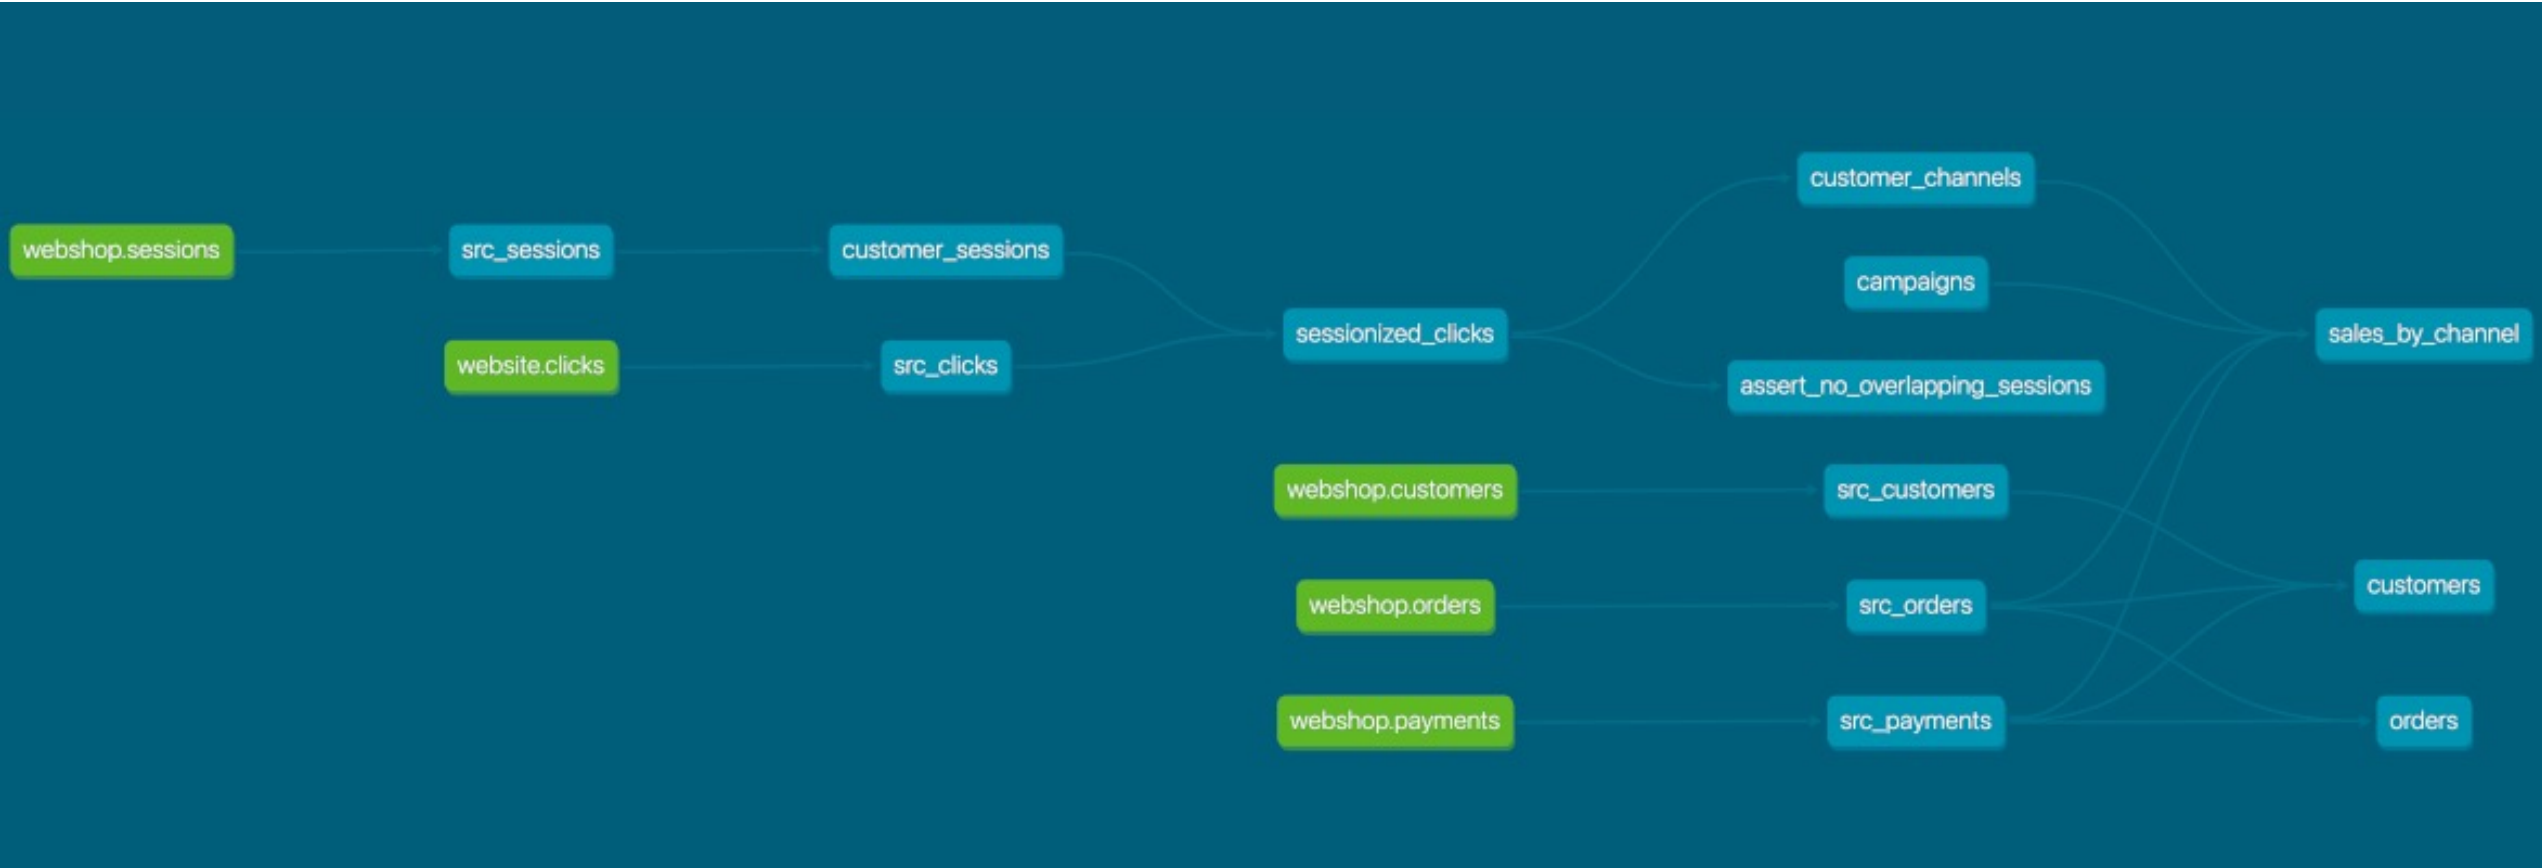 webshop.sessions
src_sessions
customer_sessions
website.clicks
src_clicks
sessionized_clicks
customer_channels
campaigns
assert_no_overlapping_sessions
sales_by_channel
webshop.customers
src_customers
webshop.orders
src_orders
customers
webshop.payments
src_payments
orders